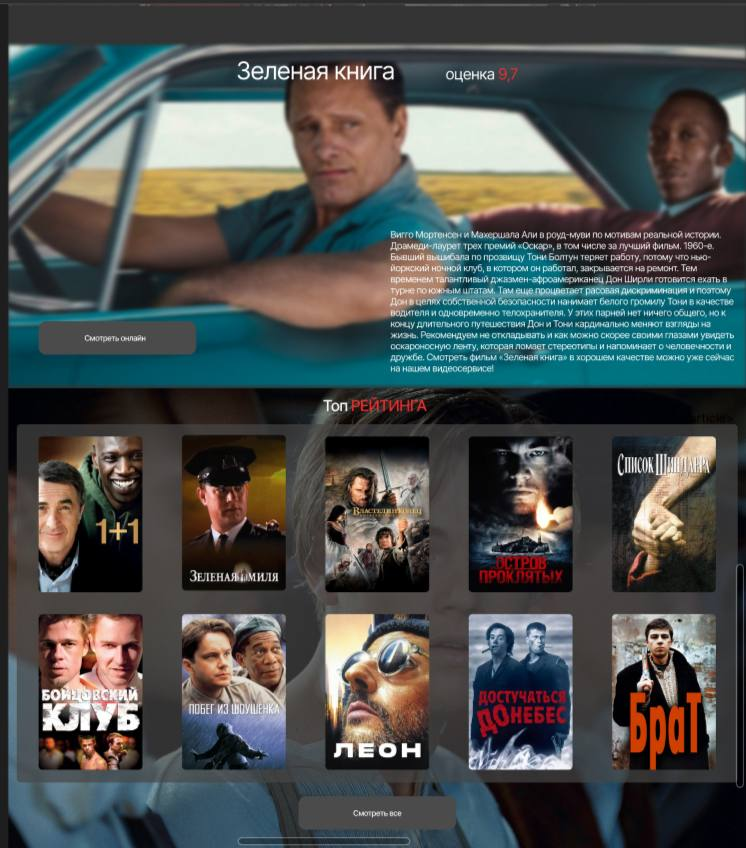 Зеленая книга
оценка 9,7
Вигго Мортенсен и Махершала Али в роуд-муви по мотивам реальной истории.
Драмеди-лауреат трех премий «Оскар», в том числе за лучший фильм. 1960-е.
Бывший вышибала по прозвищу Тони Болтун теряет работу, потому что нью-
йоркский ночной клуб, в котором он работал, закрывается на ремонт. Тем
временем талантливый джазмен-афроамериканец Дон Ширли готовится ехать в
турне по южным штатам. Там еще процветает расовая дискриминация и поэтому
Дон в целях собственной безопасности нанимает белого громилу Тони в качестве
водителя и одновременно телохранителя. У этих парней нет ничего общего, но к
концу длительного путешествия Дон и Тони кардинально меняют взгляды на
жизнь. Рекомендуем не откладывать и как можно скорее своими глазами увидеть
оскароносную ленту, которая ломает стереотипы и напоминает о человечности и
дружбе. Смотреть фильм «Зеленая книга» в хорошем качестве можно уже сейчас
на нашем видеосервисе!
Смотреть онлайн
Топ РЕЙТИНГА
article>
1+1
ЗЕЛЕНАЯ МИЛЯ
ВЛАСТЕЛИН КОЛЕЦ
ОСТРОВ
ПРОКЛЯТЫХ
СПИСОК ШИНДЛЕРА
БОЙЦОВСКИЙ
КЛУБ
ПОБЕГ ИЗ ШОУШЕНКА
ЛЕОН
ДОСТУЧАТЬСЯ
ДО НЕБЕС
БраТ
Смотреть все